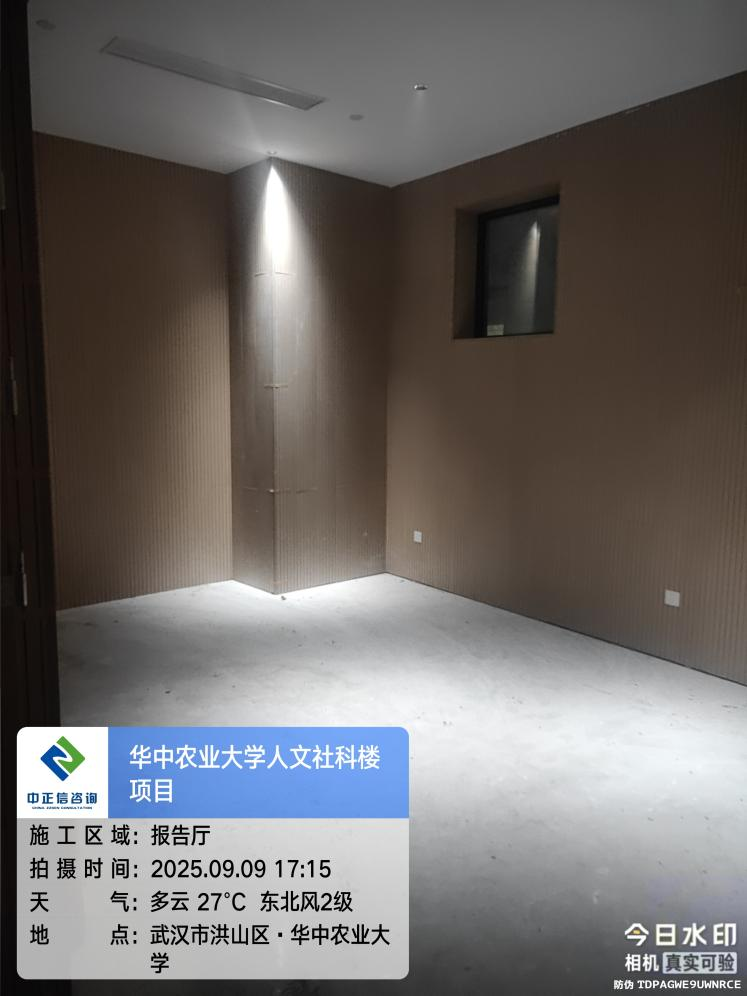 华中农业大学人文社科楼
项目
中正信咨询
CHINA ZZXIN CONSULTATION
施工区域：报告厅
拍摄时间：2025.09.09 17:15
天气：多云 27℃ 东北风2级
地点：武汉市洪山区·华中农业大
学
今日水印
相机 真实可验
防伪 TDPAGWE9UWNRCE